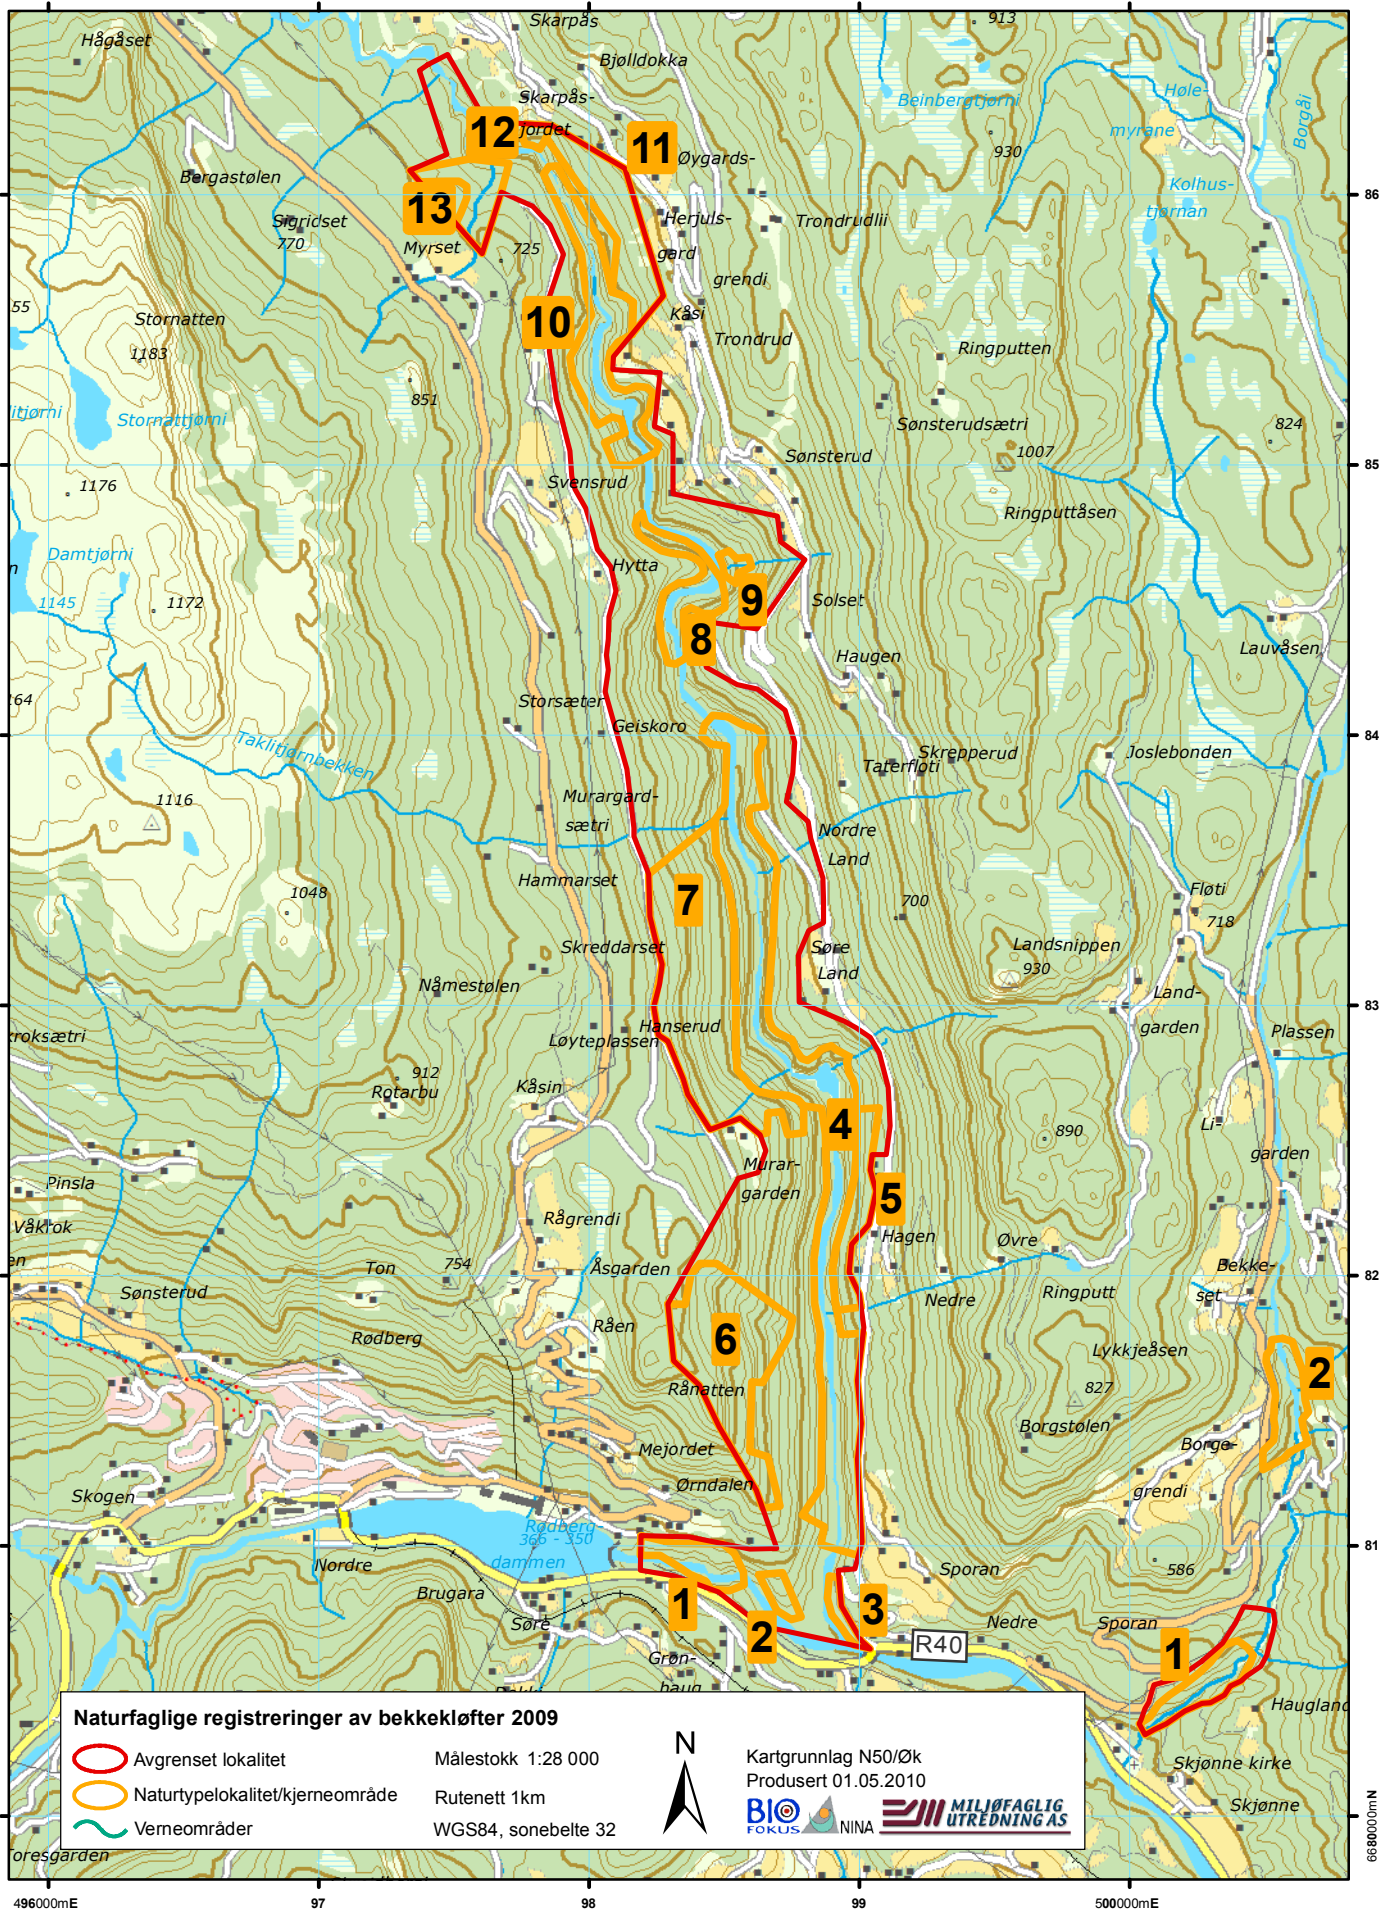 Skarpås
913
Hågåset
Bjølldokka
Beinbergtjørni
Høle-
Skarpås-
jordet
12
myrane
Borgåi
11
930
Øygards-
Bergastølen
Kolhus-
86
13
tjørnan
Sigridset
Herjuls-
Trondrudlii
770
Myrset
725
gard
grendi
55
10
Kåsi
Stornatten
Trondrud
1183
Ringputten
851
litjørni
Stornattjørni
Sønsterudsætri
824
1007
Sønsterud
85
1176
Svensrud
Ringputtåsen
Damtjørni
Hytta
n
1145
1172
9
Solset
8
Lauvåsen
Haugen
164
Storsæter
Geiskoro
84
Taklitjørnbekken
Skrepperud
Joslebonden
Taterfloti
1116
Murargard-
sætri
Nordre
Land
Hammarset
Fløti
1048
7
700
718
Skreddarset
Søre
Landsnippen
Land
930
Nåmestølen
Land-
83
Hanserud
garden
Plassen
kroksætri
Løyteplassen
912
Kåsin
Rotarbu
4
890
Li-
garden
Murar-
garden
Pinsla
5
Våkrok
Rågrendi
Hagen
Øvre
en
754
Ton
Åsgarden
Bekke-
82
Sønsterud
Nedre
Ringputt
set
Råen
Rødberg
6
Lykkjeåsen
2
Rånatten
827
Borgstølen
Mejordet
Borge-
Ørndalen
grendi
Skogen
Rødberg-
366 - 350
dammen
81
Nordre
586
Sporan
Brugara
1
3
Søre
2
Nedre
Sporan
R40
1
Grøn-
haug
Haugland
Naturfaglige registreringer av bekkekløfter 2009
N
Avgrenset lokalitet
Målestokk 1:28 000
Kartgrunnlag N50/Øk
Skjønne kirke
Produsert 01.05.2010
Naturtypelokalitet/kjerneområde
Rutenett 1km
Skjønne
BIO
FOKUS
NINA
MILJØFAGLIG
UTREDNING AS
Verneområder
WGS84, sonebelte 32
6680000mN
oresgarden
496000mE
97
98
99
500000mE